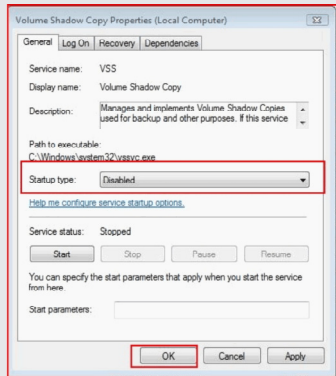 Volume Shadow Copy Properties (Local Computer)
General Log On Recovery Dependencies
Service name: VSS
Display name: Volume Shadow Copy
Description: Manages and implements Volume Shadow Copies
used for backup and other purposes. If this service
Path to executable:
C:\Windows\system32\vssvc.exe
Startup type: Disabled
Help me configure service startup options.
Service status: Stopped
Start Stop Pause Resume
You can specify the start parameters that apply when you start the service
from here.
Start parameters:
OK Cancel Apply